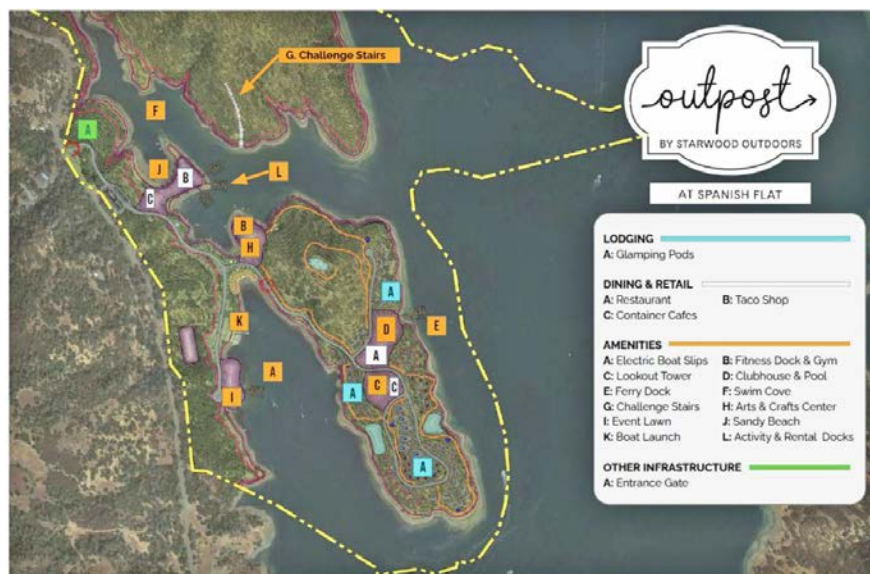 G. Challenge Stairs
F
A
J
B
L
C
B
H
A
K
D
E
A
A
A
C
C
I
A
outpost
BY STARWOOD OUTDOORS
AT SPANISH FLAT
LODGING
A: Glamping Pods
DINING & RETAIL
A: Restaurant B: Taco Shop
C: Container Cafes
AMENITIES
A: Electric Boat Slips B: Fitness Dock & Gym
C: Lookout Tower D: Clubhouse & Pool
E: Ferry Dock F: Swim Cove
G: Challenge Stairs H: Arts & Crafts Center
I: Event Lawn J: Sandy Beach
K: Boat Launch L: Activity & Rental Docks
OTHER INFRASTRUCTURE
A: Entrance Gate